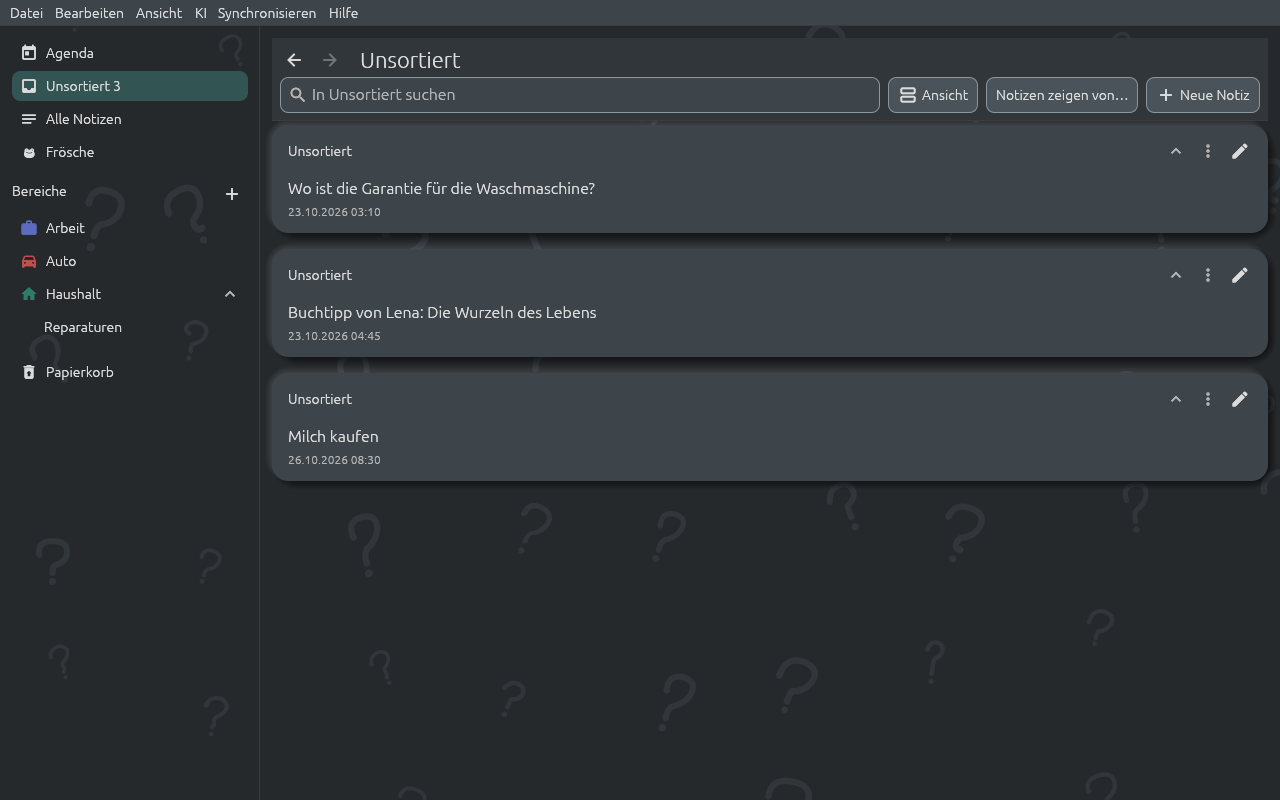 Datei Bearbeiten Ansicht KI Synchronisieren Hilfe
Agenda
Unsortiert 3
Alle Notizen
Frösche
Bereiche
Arbeit
Auto
Haushalt
Reparaturen
Papierkorb
Unsortiert
In Unsortiert suchen
Ansicht
Notizen zeigen von…
Neue Notiz
Unsortiert
Wo ist die Garantie für die Waschmaschine?
23.10.2026 03:10
Unsortiert
Buchtipp von Lena: Die Wurzeln des Lebens
23.10.2026 04:45
Unsortiert
Milch kaufen
26.10.2026 08:30